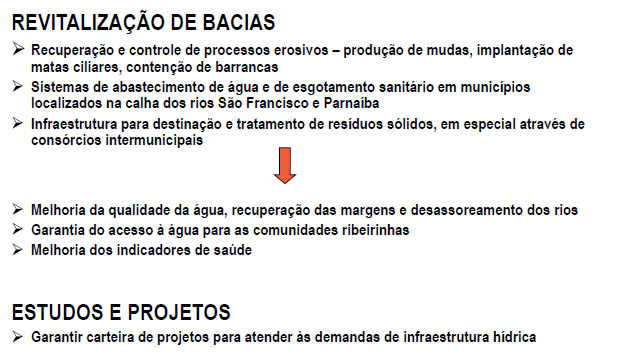 REVITALIZAÇÃO DE BACIAS
➢ Recuperação e controle de processos erosivos – produção de mudas, implantação de
matas ciliares, contenção de barrancas
➢ Sistemas de abastecimento de água e de esgotamento sanitário em municípios
localizados na calha dos rios São Francisco e Parnaíba
➢ Infraestrutura para destinação e tratamento de resíduos sólidos, em especial através de
consórcios intermunicipais
➢ Melhoria da qualidade da água, recuperação das margens e desassoreamento dos rios
➢ Garantia do acesso à água para as comunidades ribeirinhas
➢ Melhoria dos indicadores de saúde
ESTUDOS E PROJETOS
➢ Garantir carteira de projetos para atender às demandas de infraestrutura hídrica